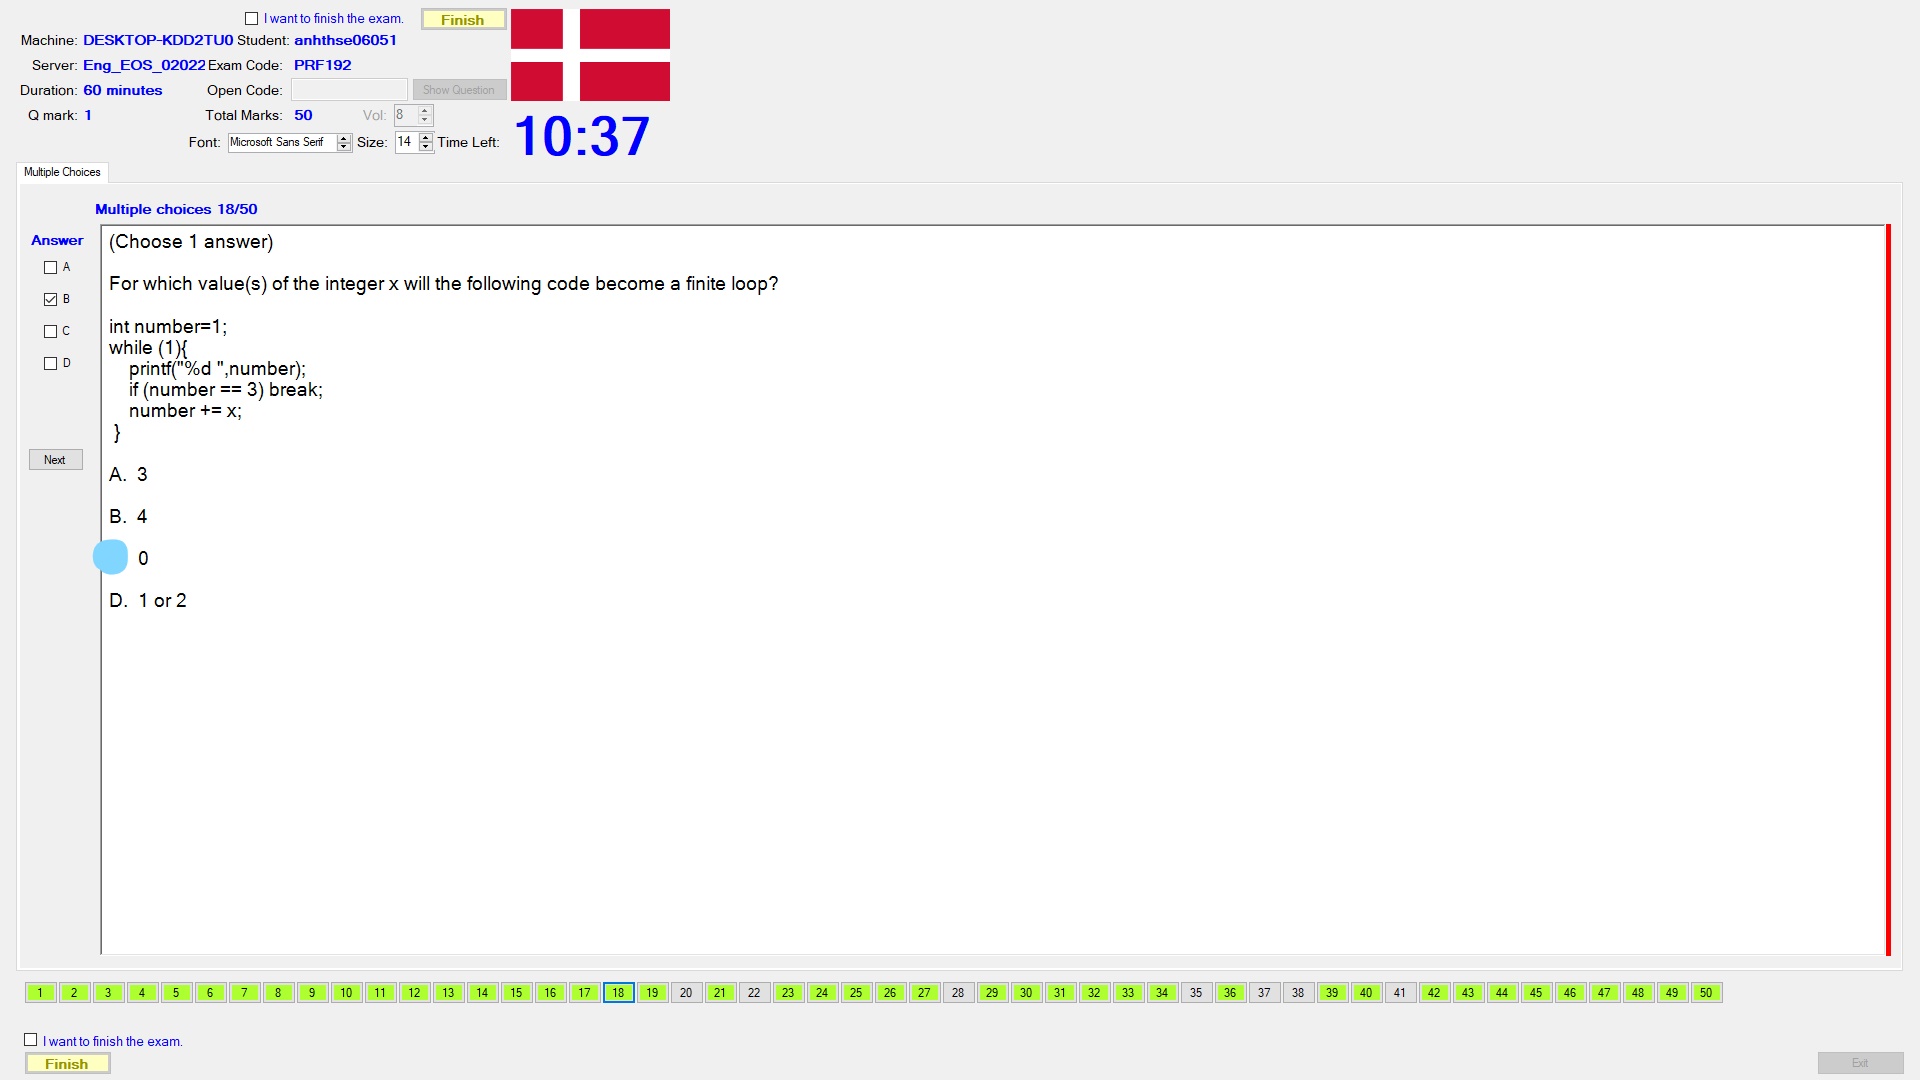 I want to finish the exam. Finish
Machine: DESKTOP-KDD2TU0 Student: anhthse06051
Server: Eng_EOS_02022 Exam Code: PRF192
Duration: 60 minutes Open Code: Show Question
Q mark: 1 Total Marks: 50 Vol: 8
Font: Microsoft Sans Serif Size: 14 Time Left: 10:37
Multiple Choices
Multiple choices 18/50
Answer
A
B
C
D
Next
(Choose 1 answer)
For which value(s) of the integer x will the following code become a finite loop?
int number=1;
while (1){
printf("%d ",number);
if (number == 3) break;
number += x;
}
A. 3
B. 4
0
D. 1 or 2
1 2 3 4 5 6 7 8 9 10 11 12 13 14 15 16 17 18 19 20 21 22 23 24 25 26 27 28 29 30 31 32 33 34 35 36 37 38 39 40 41 42 43 44 45 46 47 48 49 50
I want to finish the exam.
Finish
Exit